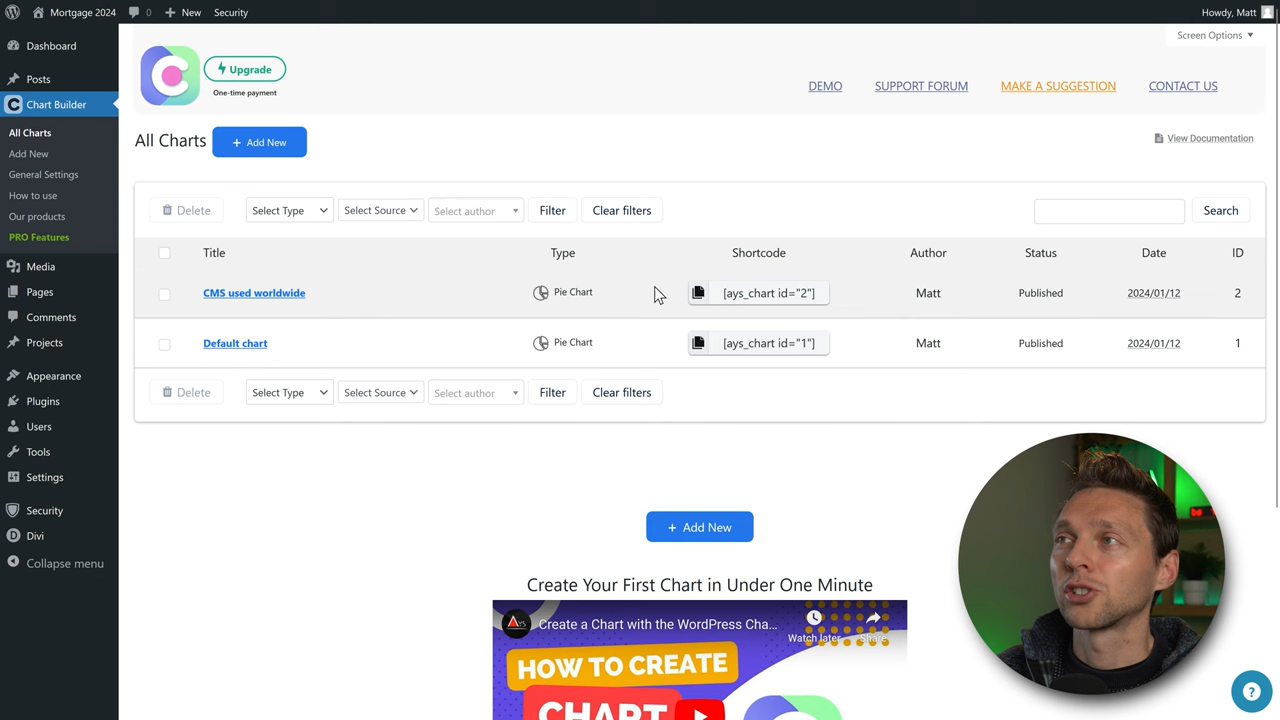 Mortgage 2024 0 New Security Howdy, Matt
Screen Options
Dashboard
Posts
Chart Builder
All Charts
Add New
General Settings
How to use
Our products
PRO Features
Media
Pages
Comments
Projects
Appearance
Plugins
Users
Tools
Settings
Security
Divi
Collapse menu
Upgrade
One-time payment
DEMO SUPPORT FORUM MAKE A SUGGESTION CONTACT US
All Charts + Add New
View Documentation
Delete Select Type Select Source Select author Filter Clear filters Search
Title Type Shortcode Author Status Date ID
CMS used worldwide Pie Chart [ays_chart id="2"] Matt Published 2024/01/12 2
Default chart Pie Chart [ays_chart id="1"] Matt Published 2024/01/12 1
Delete Select Type Select Source Select author Filter Clear filters
+ Add New
Create Your First Chart in Under One Minute
AYS Create a Chart with the WordPress Cha...
Watch later Share
HOW TO CREATE
CHART
?